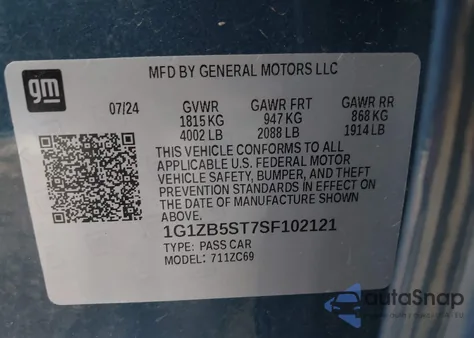 gm
MFD BY GENERAL MOTORS LLC
07/24 GVWR GAWR FRT GAWR RR
1815 KG 947 KG 868 KG
4002 LB 2088 LB 1914 LB
THIS VEHICLE CONFORMS TO ALL
APPLICABLE U.S. FEDERAL MOTOR
VEHICLE SAFETY, BUMPER, AND THEFT
PREVENTION STANDARDS IN EFFECT ON
THE DATE OF MANUFACTURE SHOWN
ABOVE.
1G1ZB5ST7SF102121
TYPE: PASS CAR
MODEL: 711ZC69
autoSnap